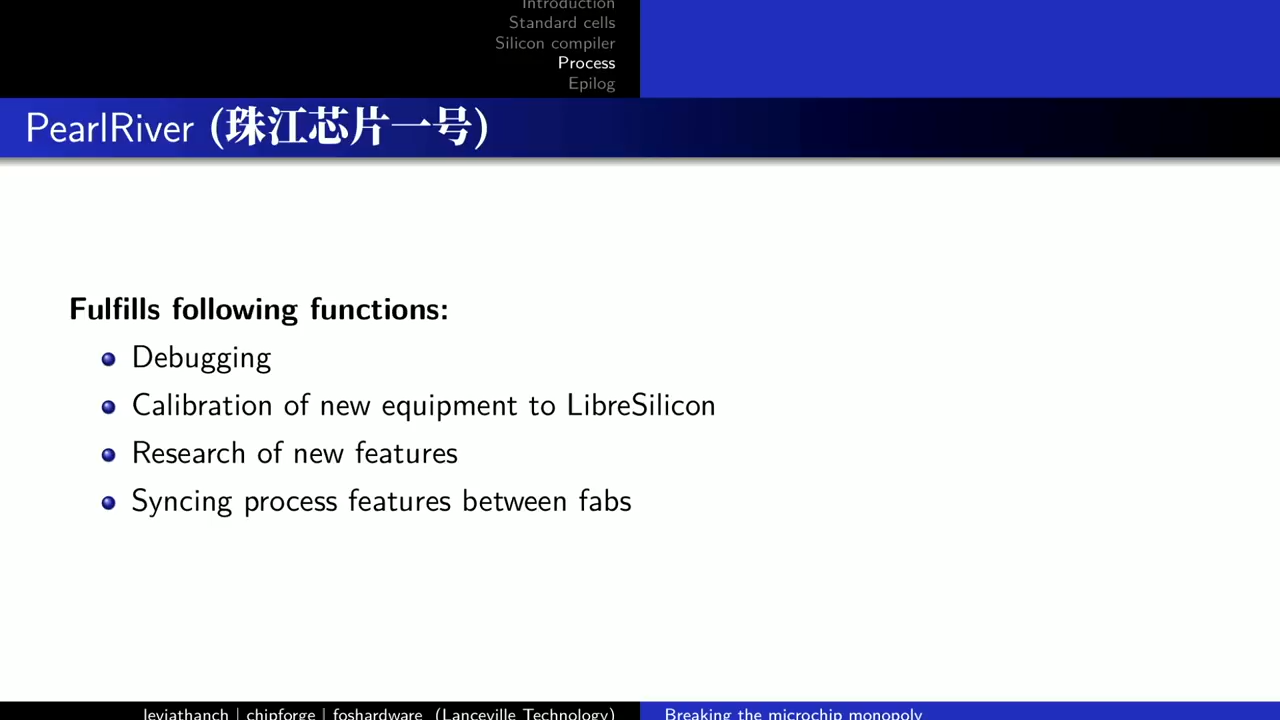 Introduction
Standard cells
Silicon compiler
Process
Epilog
PearlRiver (珠江芯片一号)
Fulfills following functions:
Debugging
Calibration of new equipment to LibreSilicon
Research of new features
Syncing process features between fabs
leviathanch | chipforge | foshardware (Lanceville Technology)
Breaking the microchip monopoly